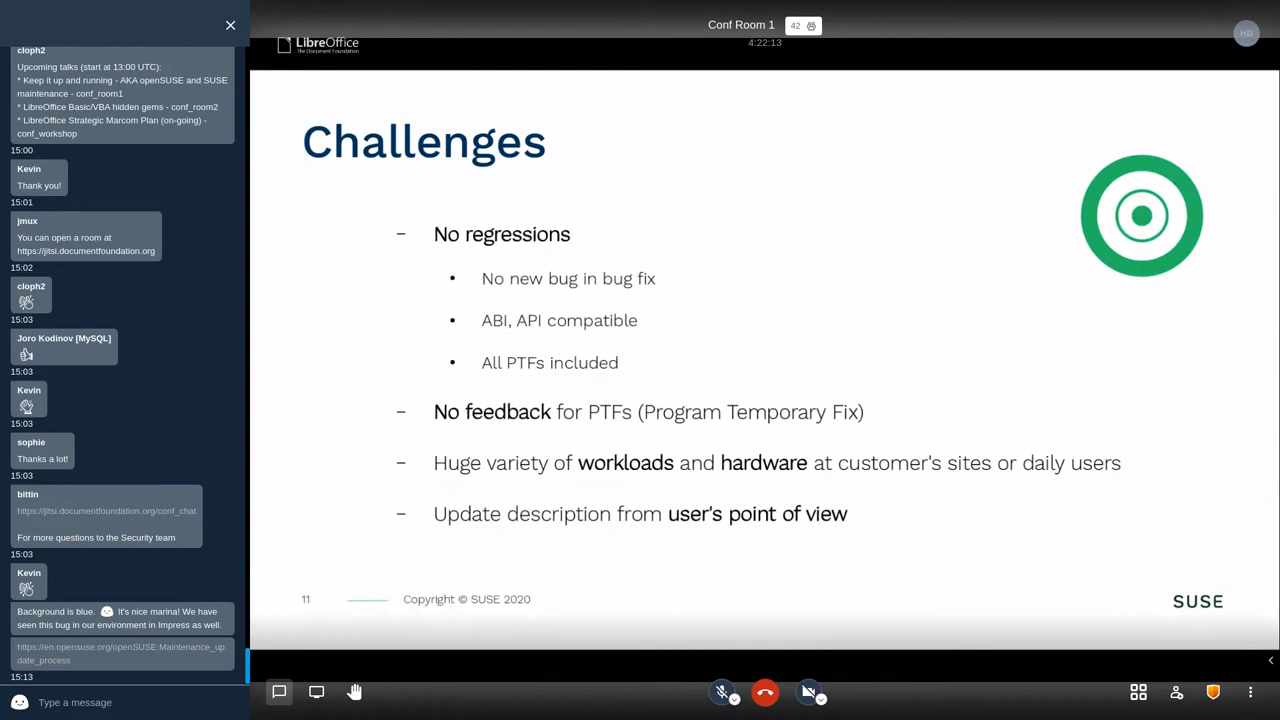 cloph2
Upcoming talks (start at 13:00 UTC):
* Keep it up and running - AKA openSUSE and SUSE
maintenance - conf_room1
* LibreOffice Basic/VBA hidden gems - conf_room2
* LibreOffice Strategic Marcom Plan (on-going) -
conf_workshop
15:00
Kevin
Thank you!
15:01
jmux
You can open a room at
https://jitsi.documentfoundation.org
15:02
cloph2
15:03
Joro Kodinov [MySQL]
15:03
Kevin
15:03
sophie
Thanks a lot!
15:03
bittin
https://jitsi.documentfoundation.org/conf_chat
For more questions to the Security team
15:03
Kevin
Background is blue. It's nice marina! We have
seen this bug in our environment in Impress as well.
https://en.opensuse.org/openSUSE:Maintenance_up
date_process
15:13
Type a message
Conf Room 1 42
4:22:13
HD
LibreOffice
The Document Foundation
Challenges
– No regressions
• No new bug in bug fix
• ABI, API compatible
• All PTFs included
– No feedback for PTFs (Program Temporary Fix)
– Huge variety of workloads and hardware at customer's sites or daily users
– Update description from user's point of view
11 Copyright © SUSE 2020
SUSE